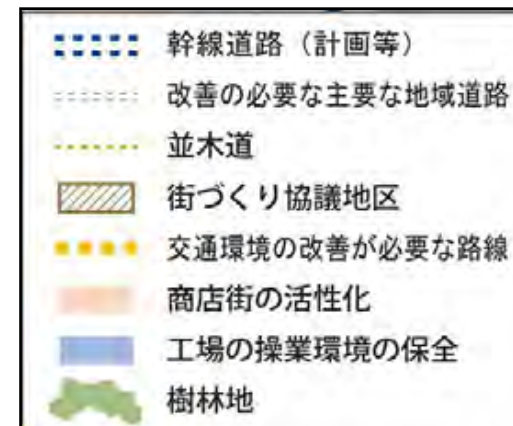 幹線道路（計画等）
改善の必要な主要な地域道路
並木道
街づくり協議地区
交通環境の改善が必要な路線
商店街の活性化
工場の操業環境の保全
樹林地